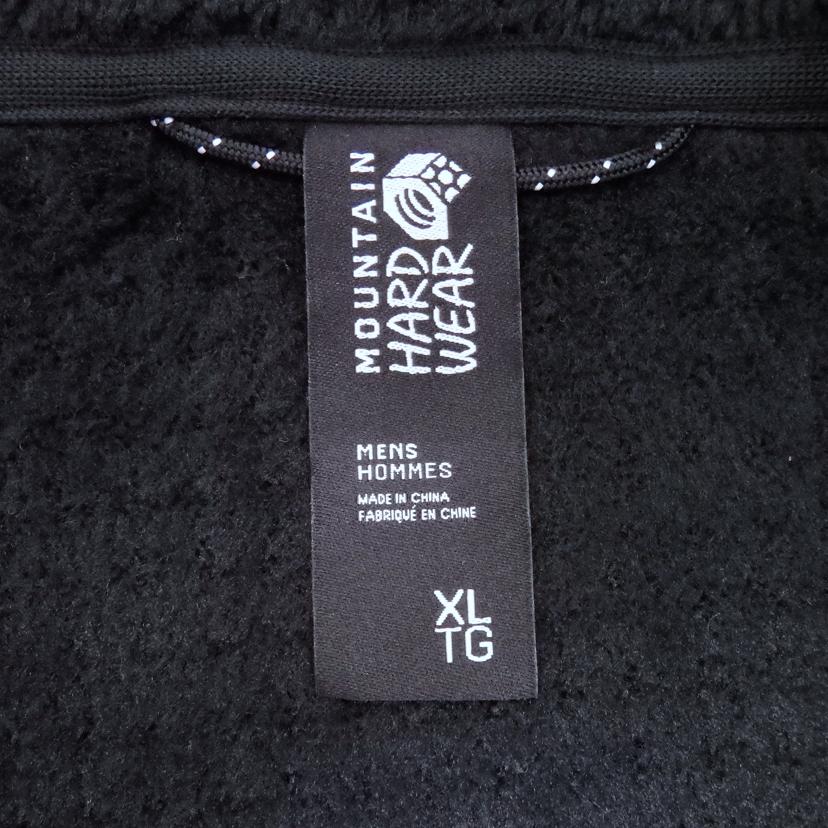 MOUNTAIN
HARD
WEAR
MENS
HOMMES
MADE IN CHINA
FABRIQUÉ EN CHINE
XL
TG